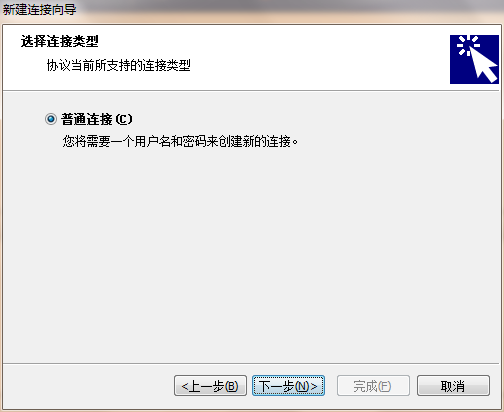 新建连接向导
选择连接类型
协议当前所支持的连接类型
普通连接(C)
您将需要一个用户名和密码来创建新的连接。
<上一步(B) 下一步(N)> 完成(F) 取消